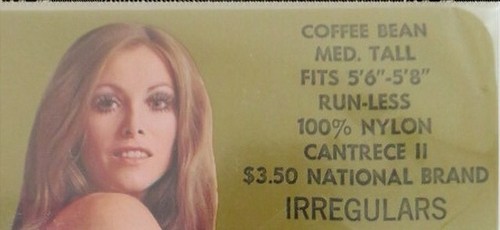 COFFEE BEAN
MED. TALL
FITS 5'6"-5'8"
RUN-LESS
100% NYLON
CANTRECE II
$3.50 NATIONAL BRAND
IRREGULARS